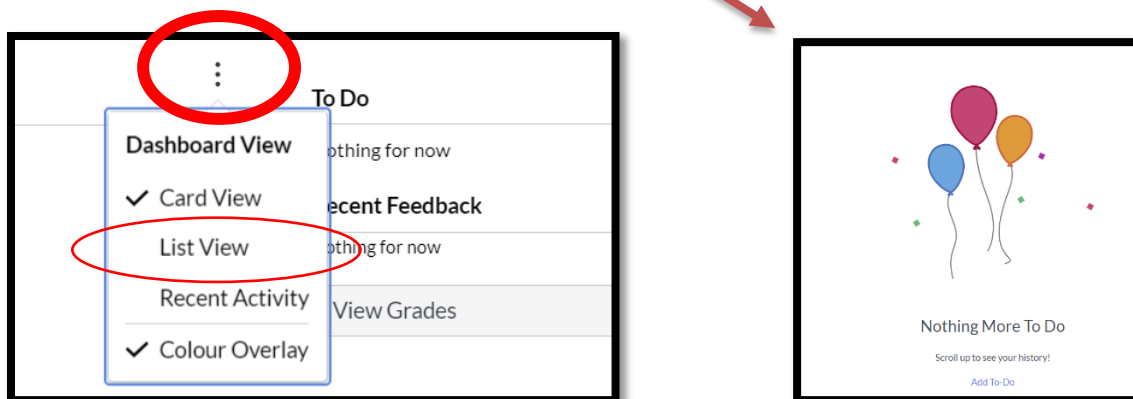 To Do
Dashboard View
othing for now
Card View
ecent Feedback
List View
othing for now
Recent Activity
View Grades
Colour Overlay
Nothing More To Do
Scroll up to see your history!
Add To-Do